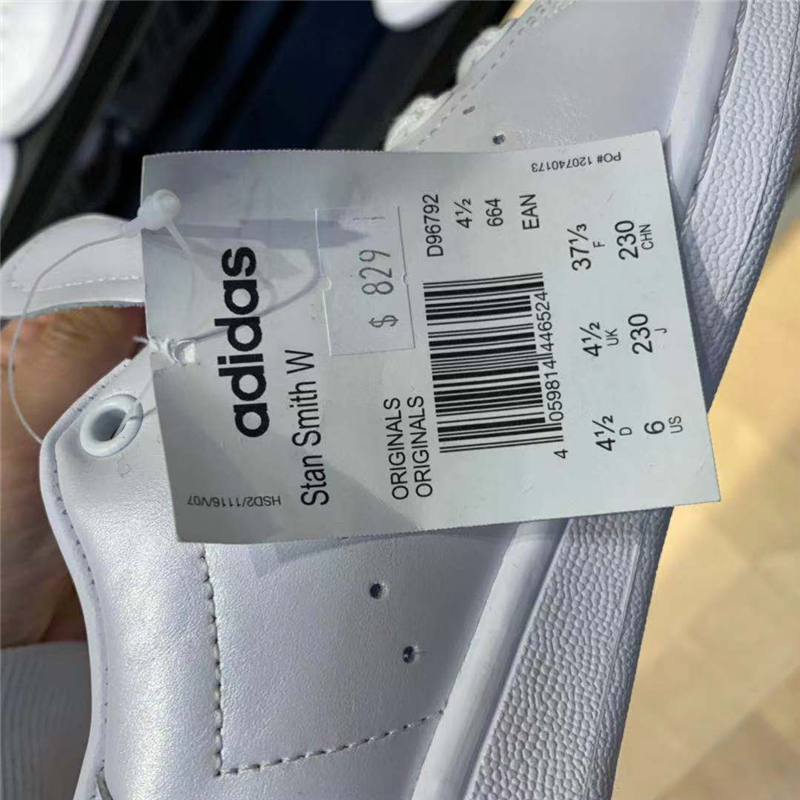 adidas
Stan Smith W
$ 829
ORIGINALS
ORIGINALS
D96792
4½
664
EAN
4 059814 446524
4½ D
4½ UK
37⅓ F
6 US
230 J
230 CHN
HSD2/1116/V07
PO# 120740173